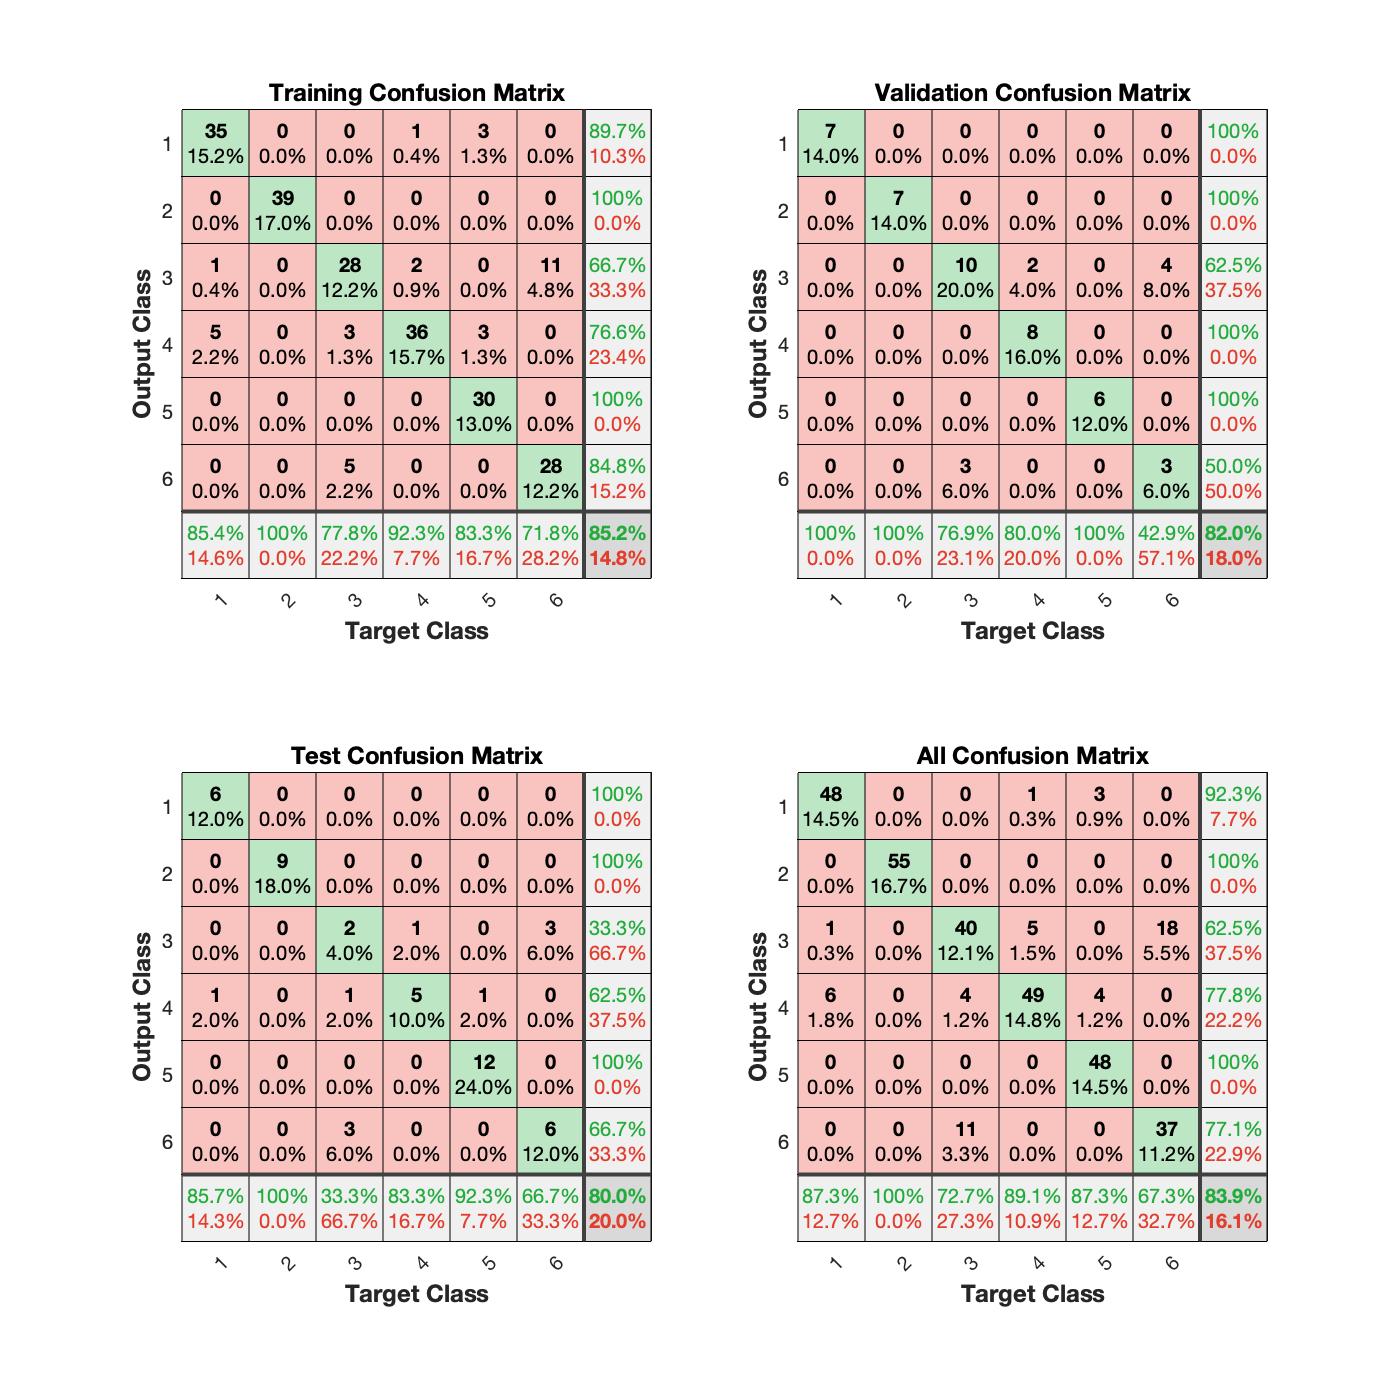 Training Confusion Matrix
Output Class
1
35 0 0 1 3 0 89.7%
15.2% 0.0% 0.0% 0.4% 1.3% 0.0% 10.3%
2
0 39 0 0 0 0 100%
0.0% 17.0% 0.0% 0.0% 0.0% 0.0% 0.0%
3
1 0 28 2 0 11 66.7%
0.4% 0.0% 12.2% 0.9% 0.0% 4.8% 33.3%
4
5 0 3 36 3 0 76.6%
2.2% 0.0% 1.3% 15.7% 1.3% 0.0% 23.4%
5
0 0 0 0 30 0 100%
0.0% 0.0% 0.0% 0.0% 13.0% 0.0% 0.0%
6
0 0 5 0 0 28 84.8%
0.0% 0.0% 2.2% 0.0% 0.0% 12.2% 15.2%
85.4% 100% 77.8% 92.3% 83.3% 71.8% 85.2%
14.6% 0.0% 22.2% 7.7% 16.7% 28.2% 14.8%
1 2 3 4 5 6
Target Class
Validation Confusion Matrix
Output Class
1
7 0 0 0 0 0 100%
14.0% 0.0% 0.0% 0.0% 0.0% 0.0% 0.0%
2
0 7 0 0 0 0 100%
0.0% 14.0% 0.0% 0.0% 0.0% 0.0% 0.0%
3
0 0 10 2 0 4 62.5%
0.0% 0.0% 20.0% 4.0% 0.0% 8.0% 37.5%
4
0 0 0 8 0 0 100%
0.0% 0.0% 0.0% 16.0% 0.0% 0.0% 0.0%
5
0 0 0 0 6 0 100%
0.0% 0.0% 0.0% 0.0% 12.0% 0.0% 0.0%
6
0 0 3 0 0 3 50.0%
0.0% 0.0% 6.0% 0.0% 0.0% 6.0% 50.0%
100% 100% 76.9% 80.0% 100% 42.9% 82.0%
0.0% 0.0% 23.1% 20.0% 0.0% 57.1% 18.0%
1 2 3 4 5 6
Target Class
Test Confusion Matrix
Output Class
1
6 0 0 0 0 0 100%
12.0% 0.0% 0.0% 0.0% 0.0% 0.0% 0.0%
2
0 9 0 0 0 0 100%
0.0% 18.0% 0.0% 0.0% 0.0% 0.0% 0.0%
3
0 0 2 1 0 3 33.3%
0.0% 0.0% 4.0% 2.0% 0.0% 6.0% 66.7%
4
1 0 1 5 1 0 62.5%
2.0% 0.0% 2.0% 10.0% 2.0% 0.0% 37.5%
5
0 0 0 0 12 0 100%
0.0% 0.0% 0.0% 0.0% 24.0% 0.0% 0.0%
6
0 0 3 0 0 6 66.7%
0.0% 0.0% 6.0% 0.0% 0.0% 12.0% 33.3%
85.7% 100% 33.3% 83.3% 92.3% 66.7% 80.0%
14.3% 0.0% 66.7% 16.7% 7.7% 33.3% 20.0%
1 2 3 4 5 6
Target Class
All Confusion Matrix
Output Class
1
48 0 0 1 3 0 92.3%
14.5% 0.0% 0.0% 0.3% 0.9% 0.0% 7.7%
2
0 55 0 0 0 0 100%
0.0% 16.7% 0.0% 0.0% 0.0% 0.0% 0.0%
3
1 0 40 5 0 18 62.5%
0.3% 0.0% 12.1% 1.5% 0.0% 5.5% 37.5%
4
6 0 4 49 4 0 77.8%
1.8% 0.0% 1.2% 14.8% 1.2% 0.0% 22.2%
5
0 0 0 0 48 0 100%
0.0% 0.0% 0.0% 0.0% 14.5% 0.0% 0.0%
6
0 0 11 0 0 37 77.1%
0.0% 0.0% 3.3% 0.0% 0.0% 11.2% 22.9%
87.3% 100% 72.7% 89.1% 87.3% 67.3% 83.9%
12.7% 0.0% 27.3% 10.9% 12.7% 32.7% 16.1%
1 2 3 4 5 6
Target Class